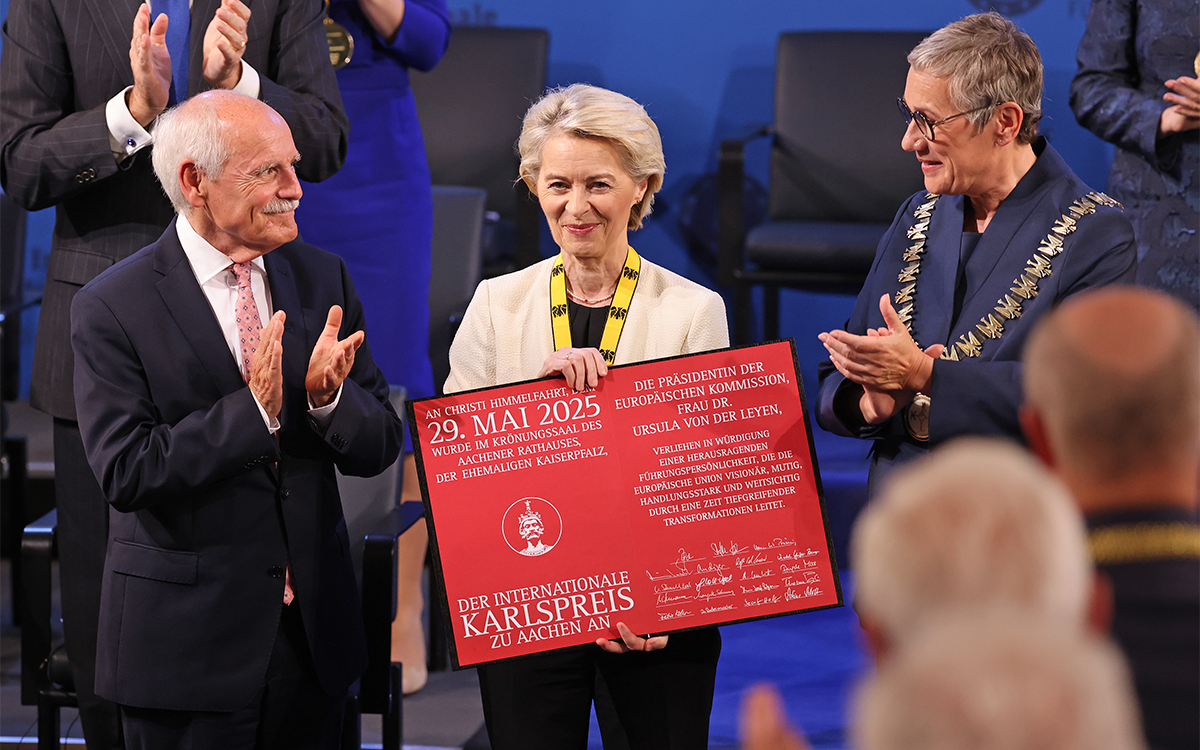 AN CHRISTI HIMMELFAHRT, DEM
29. MAI 2025
WURDE IM KRÖNUNGSSAAL DES
AACHENER RATHAUSES,
DER EHEMALIGEN KAISERPFALZ,
DER INTERNATIONALE
KARLSPREIS
ZU AACHEN AN
DIE PRÄSIDENTIN DER
EUROPÄISCHEN KOMMISSION,
FRAU DR.
URSULA VON DER LEYEN,
VERLIEHEN IN WÜRDIGUNG
EINER HERAUSRAGENDEN
FÜHRUNGSPERSÖNLICHKEIT, DIE DIE
EUROPÄISCHE UNION VISIONÄR, MUTIG,
HANDLUNGSSTARK UND WEITSICHTIG
DURCH EINE ZEIT TIEFGREIFENDER
TRANSFORMATIONEN LEITET.